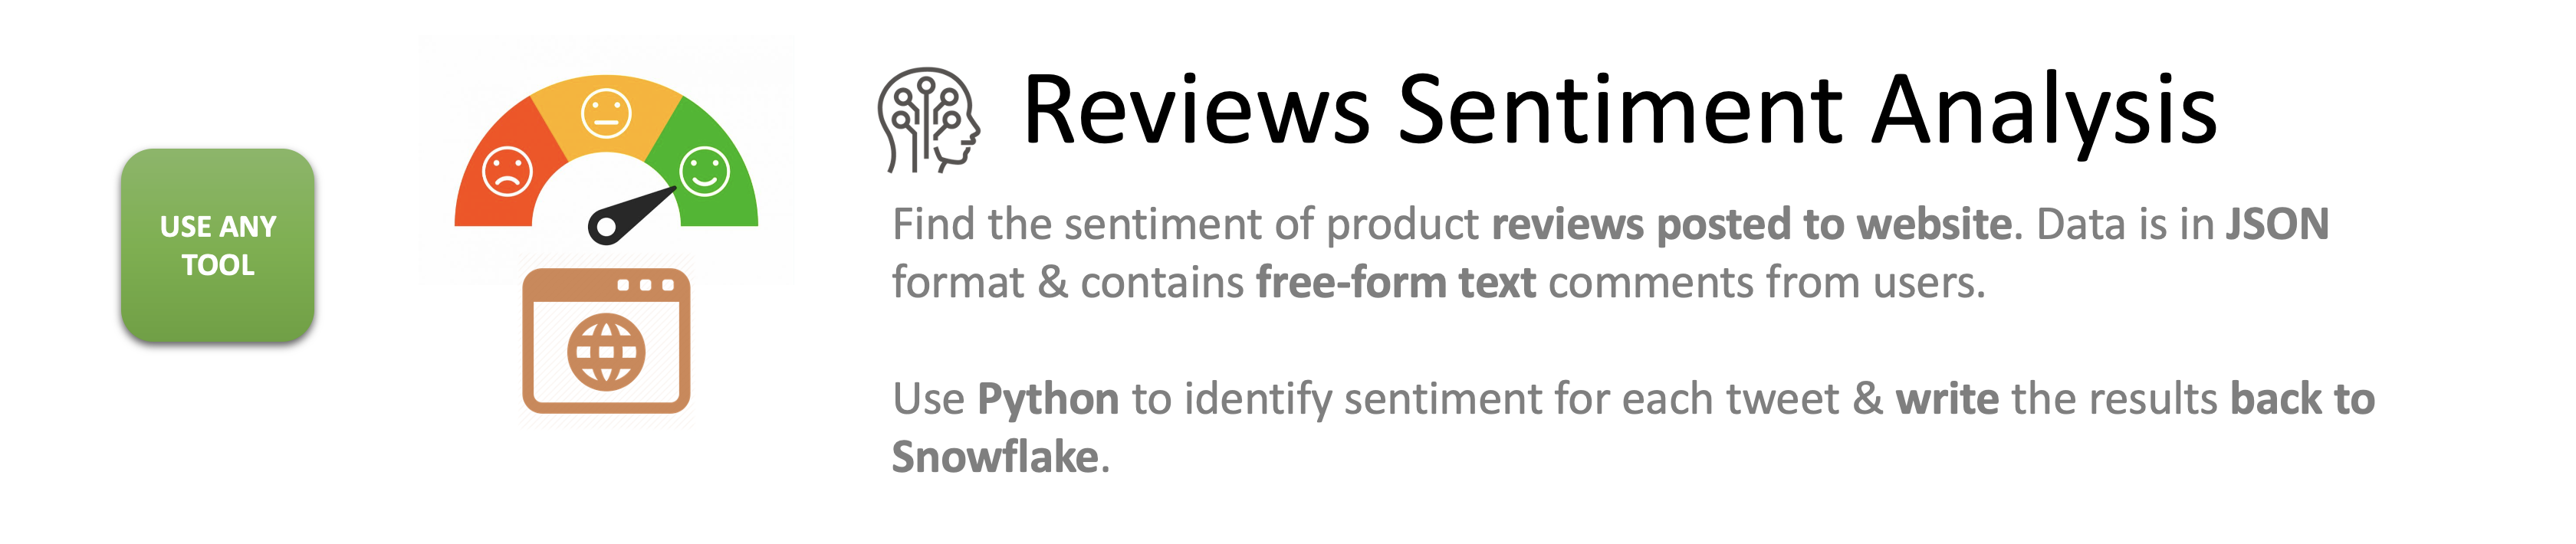 USE ANY
TOOL
Reviews Sentiment Analysis
Find the sentiment of product reviews posted to website. Data is in JSON
format & contains free-form text comments from users.
Use Python to identify sentiment for each tweet & write the results back to
Snowflake.